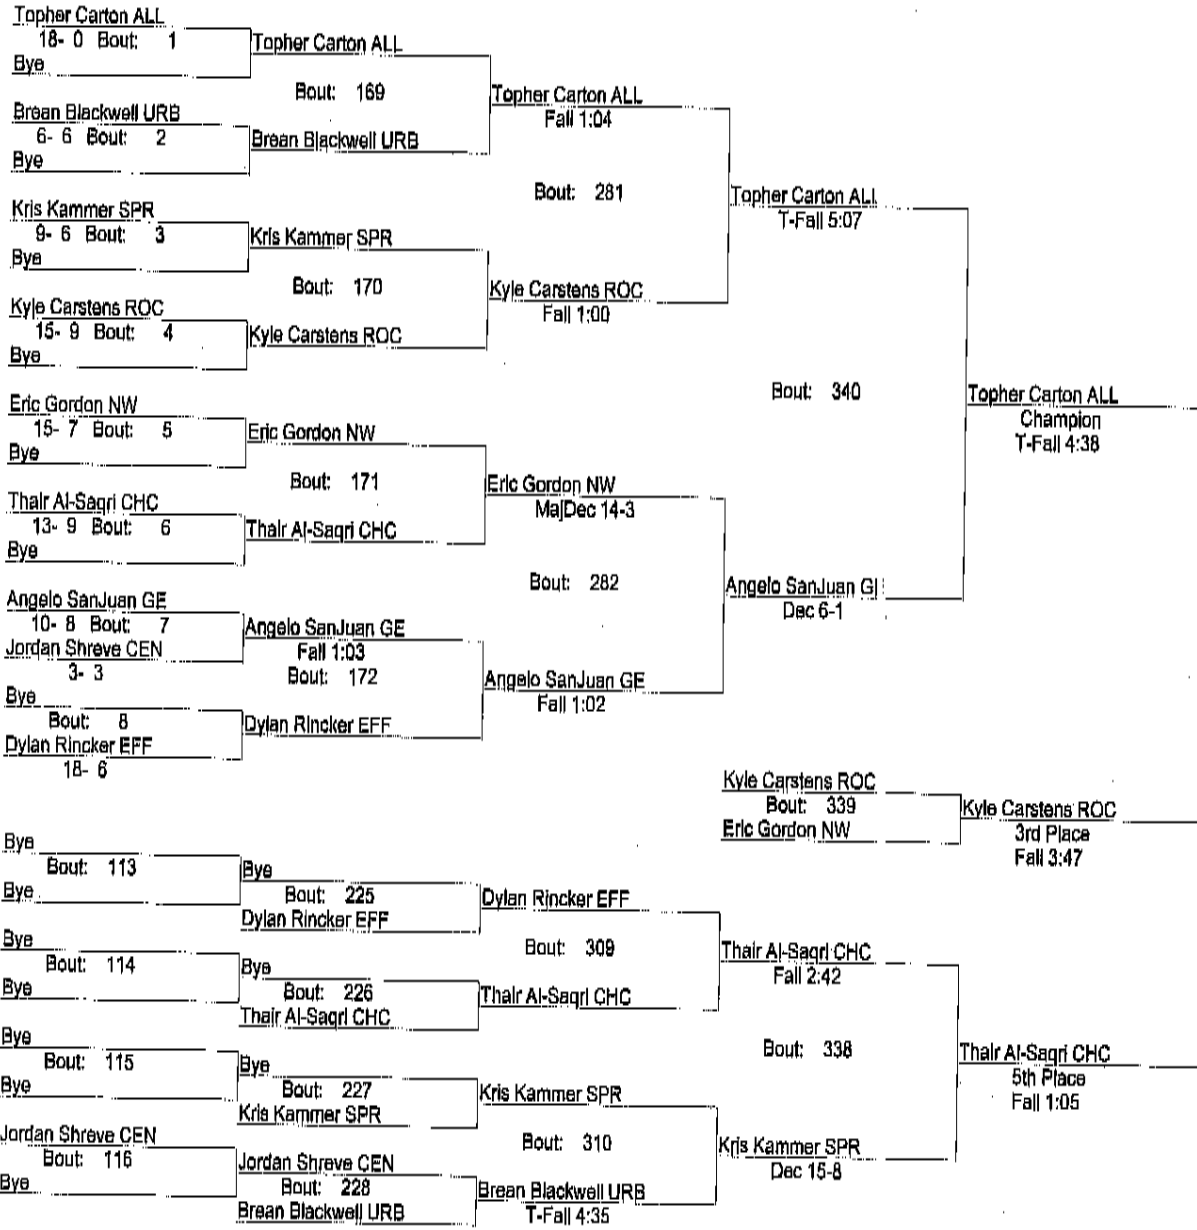 Topher Carton ALL
18- 0 Bout: 1
Bye
Topher Carton ALL
Bout: 169
Brean Blackwell URB
6- 6 Bout: 2
Bye
Brean Blackwell URB
Topher Carton ALL
Fall 1:04
Bout: 281
Kris Kammer SPR
9- 6 Bout: 3
Bye
Kris Kammer SPR
Bout: 170
Kyle Carstens ROC
15- 9 Bout: 4
Bye
Kyle Carstens ROC
Kyle Carstens ROC
Fall 1:00
Topher Carton ALL
T-Fall 5:07
Bout: 340
Eric Gordon NW
15- 7 Bout: 5
Bye
Eric Gordon NW
Bout: 171
Thair Al-Saqri CHC
13- 9 Bout: 6
Bye
Thair Al-Saqri CHC
Eric Gordon NW
MajDec 14-3
Bout: 282
Angelo SanJuan GE
10- 8 Bout: 7
Jordan Shreve CEN
3- 3
Angelo SanJuan GE
Fall 1:03
Bout: 172
Bye
Bout: 8
Dylan Rincker EFF
18- 6
Dylan Rincker EFF
Angelo SanJuan GE
Fall 1:02
Angelo SanJuan GI
Dec 6-1
Topher Carton ALL
Champion
T-Fall 4:38
Kyle Carstens ROC
Bout: 339
Eric Gordon NW
Kyle Carstens ROC
3rd Place
Fall 3:47
Bye
Bout: 113
Bye
Bye
Bout: 225
Dylan Rincker EFF
Dylan Rincker EFF
Bout: 309
Bye
Bout: 114
Bye
Bye
Bout: 226
Thair Al-Saqri CHC
Thair Al-Saqri CHC
Thair Al-Saqri CHC
Fall 2:42
Bout: 338
Bye
Bout: 115
Bye
Bye
Bout: 227
Kris Kammer SPR
Kris Kammer SPR
Bout: 310
Jordan Shreve CEN
Bout: 116
Bye
Jordan Shreve CEN
Bout: 228
Brean Blackwell URB
Brean Blackwell URB
T-Fall 4:35
Kris Kammer SPR
Dec 15-8
Thair Al-Saqri CHC
5th Place
Fall 1:05